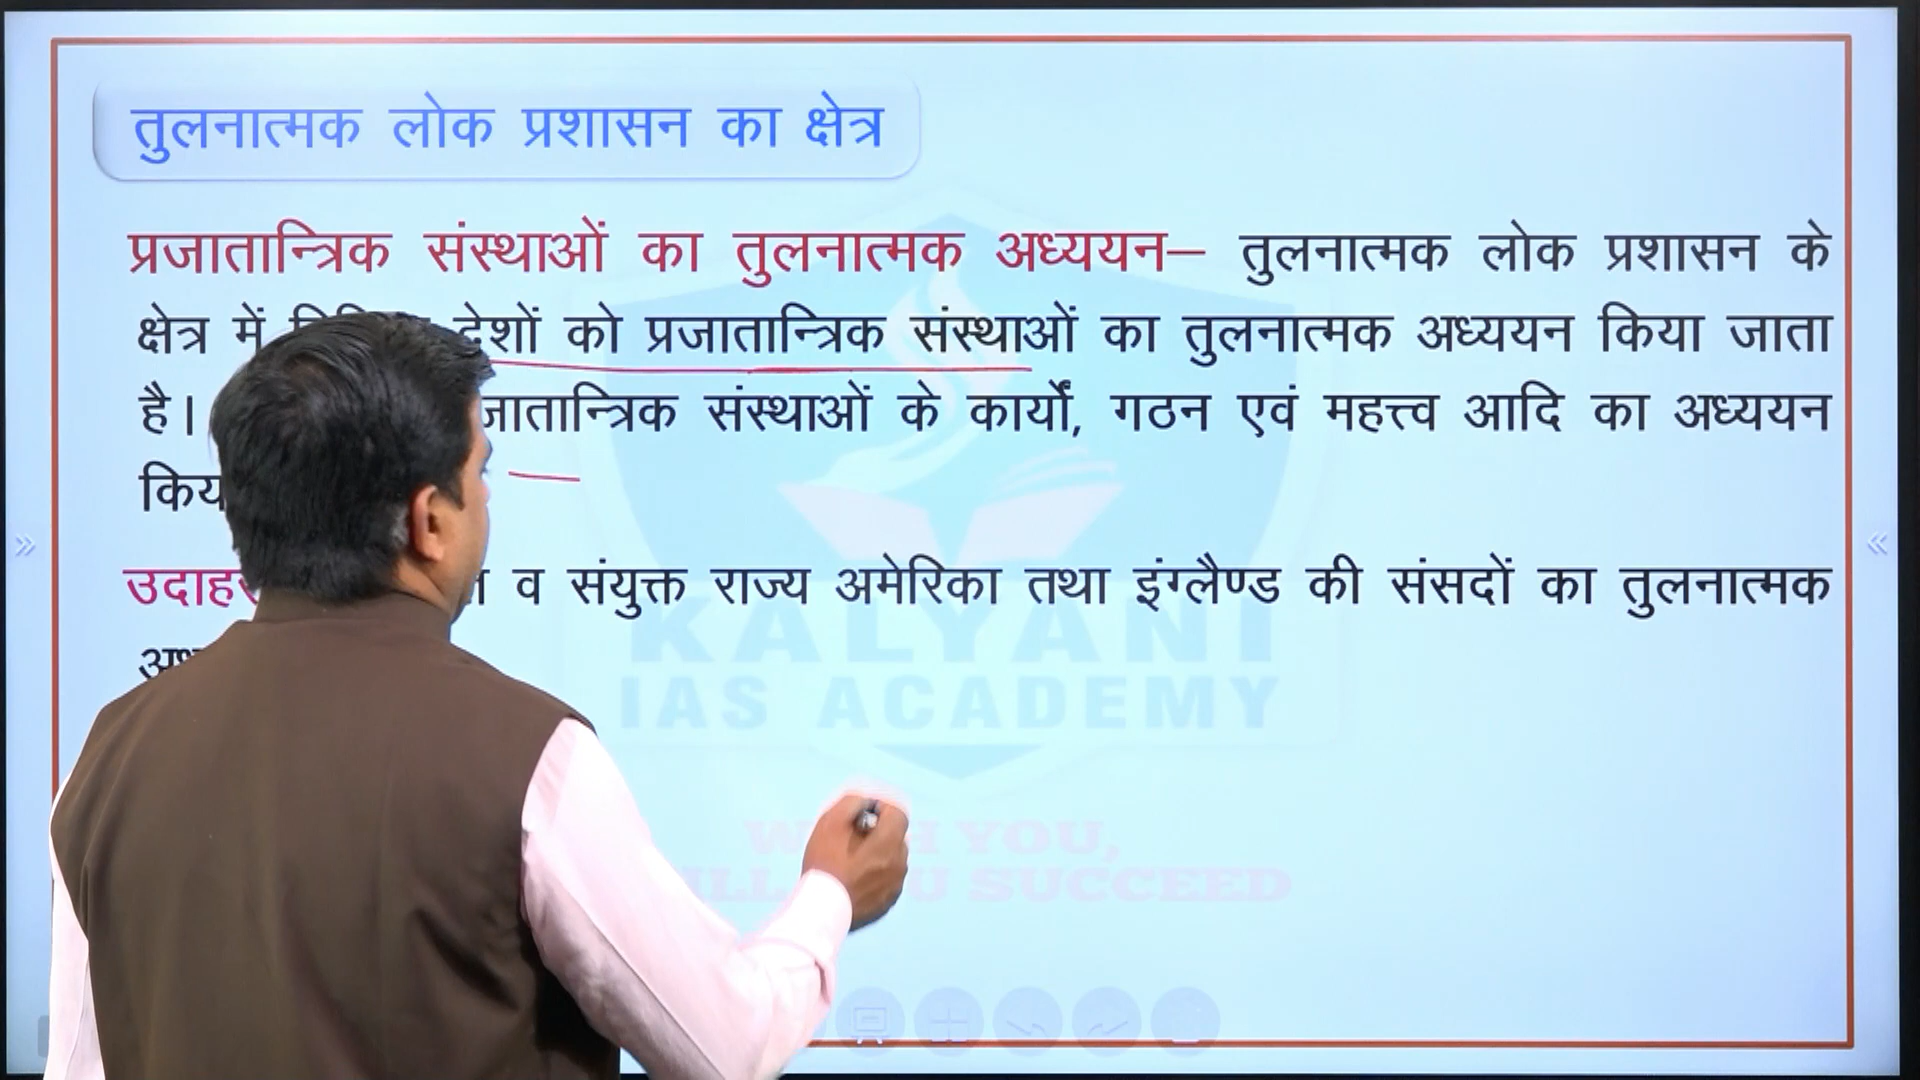 तुलनात्मक लोक प्रशासन का क्षेत्र
प्रजातान्त्रिक संस्थाओं का तुलनात्मक अध्ययन– तुलनात्मक लोक प्रशासन के
क्षेत्र में देशों को प्रजातान्त्रिक संस्थाओं का तुलनात्मक अध्ययन किया जाता
है। संस्थाओं के कार्यों, गठन एवं महत्त्व आदि का अध्ययन
व संयुक्त राज्य अमेरिका तथा इंग्लैण्ड की संसदों का तुलनात्मक
KALYANI
IAS ACADEMY
YOU,
SUCCEED